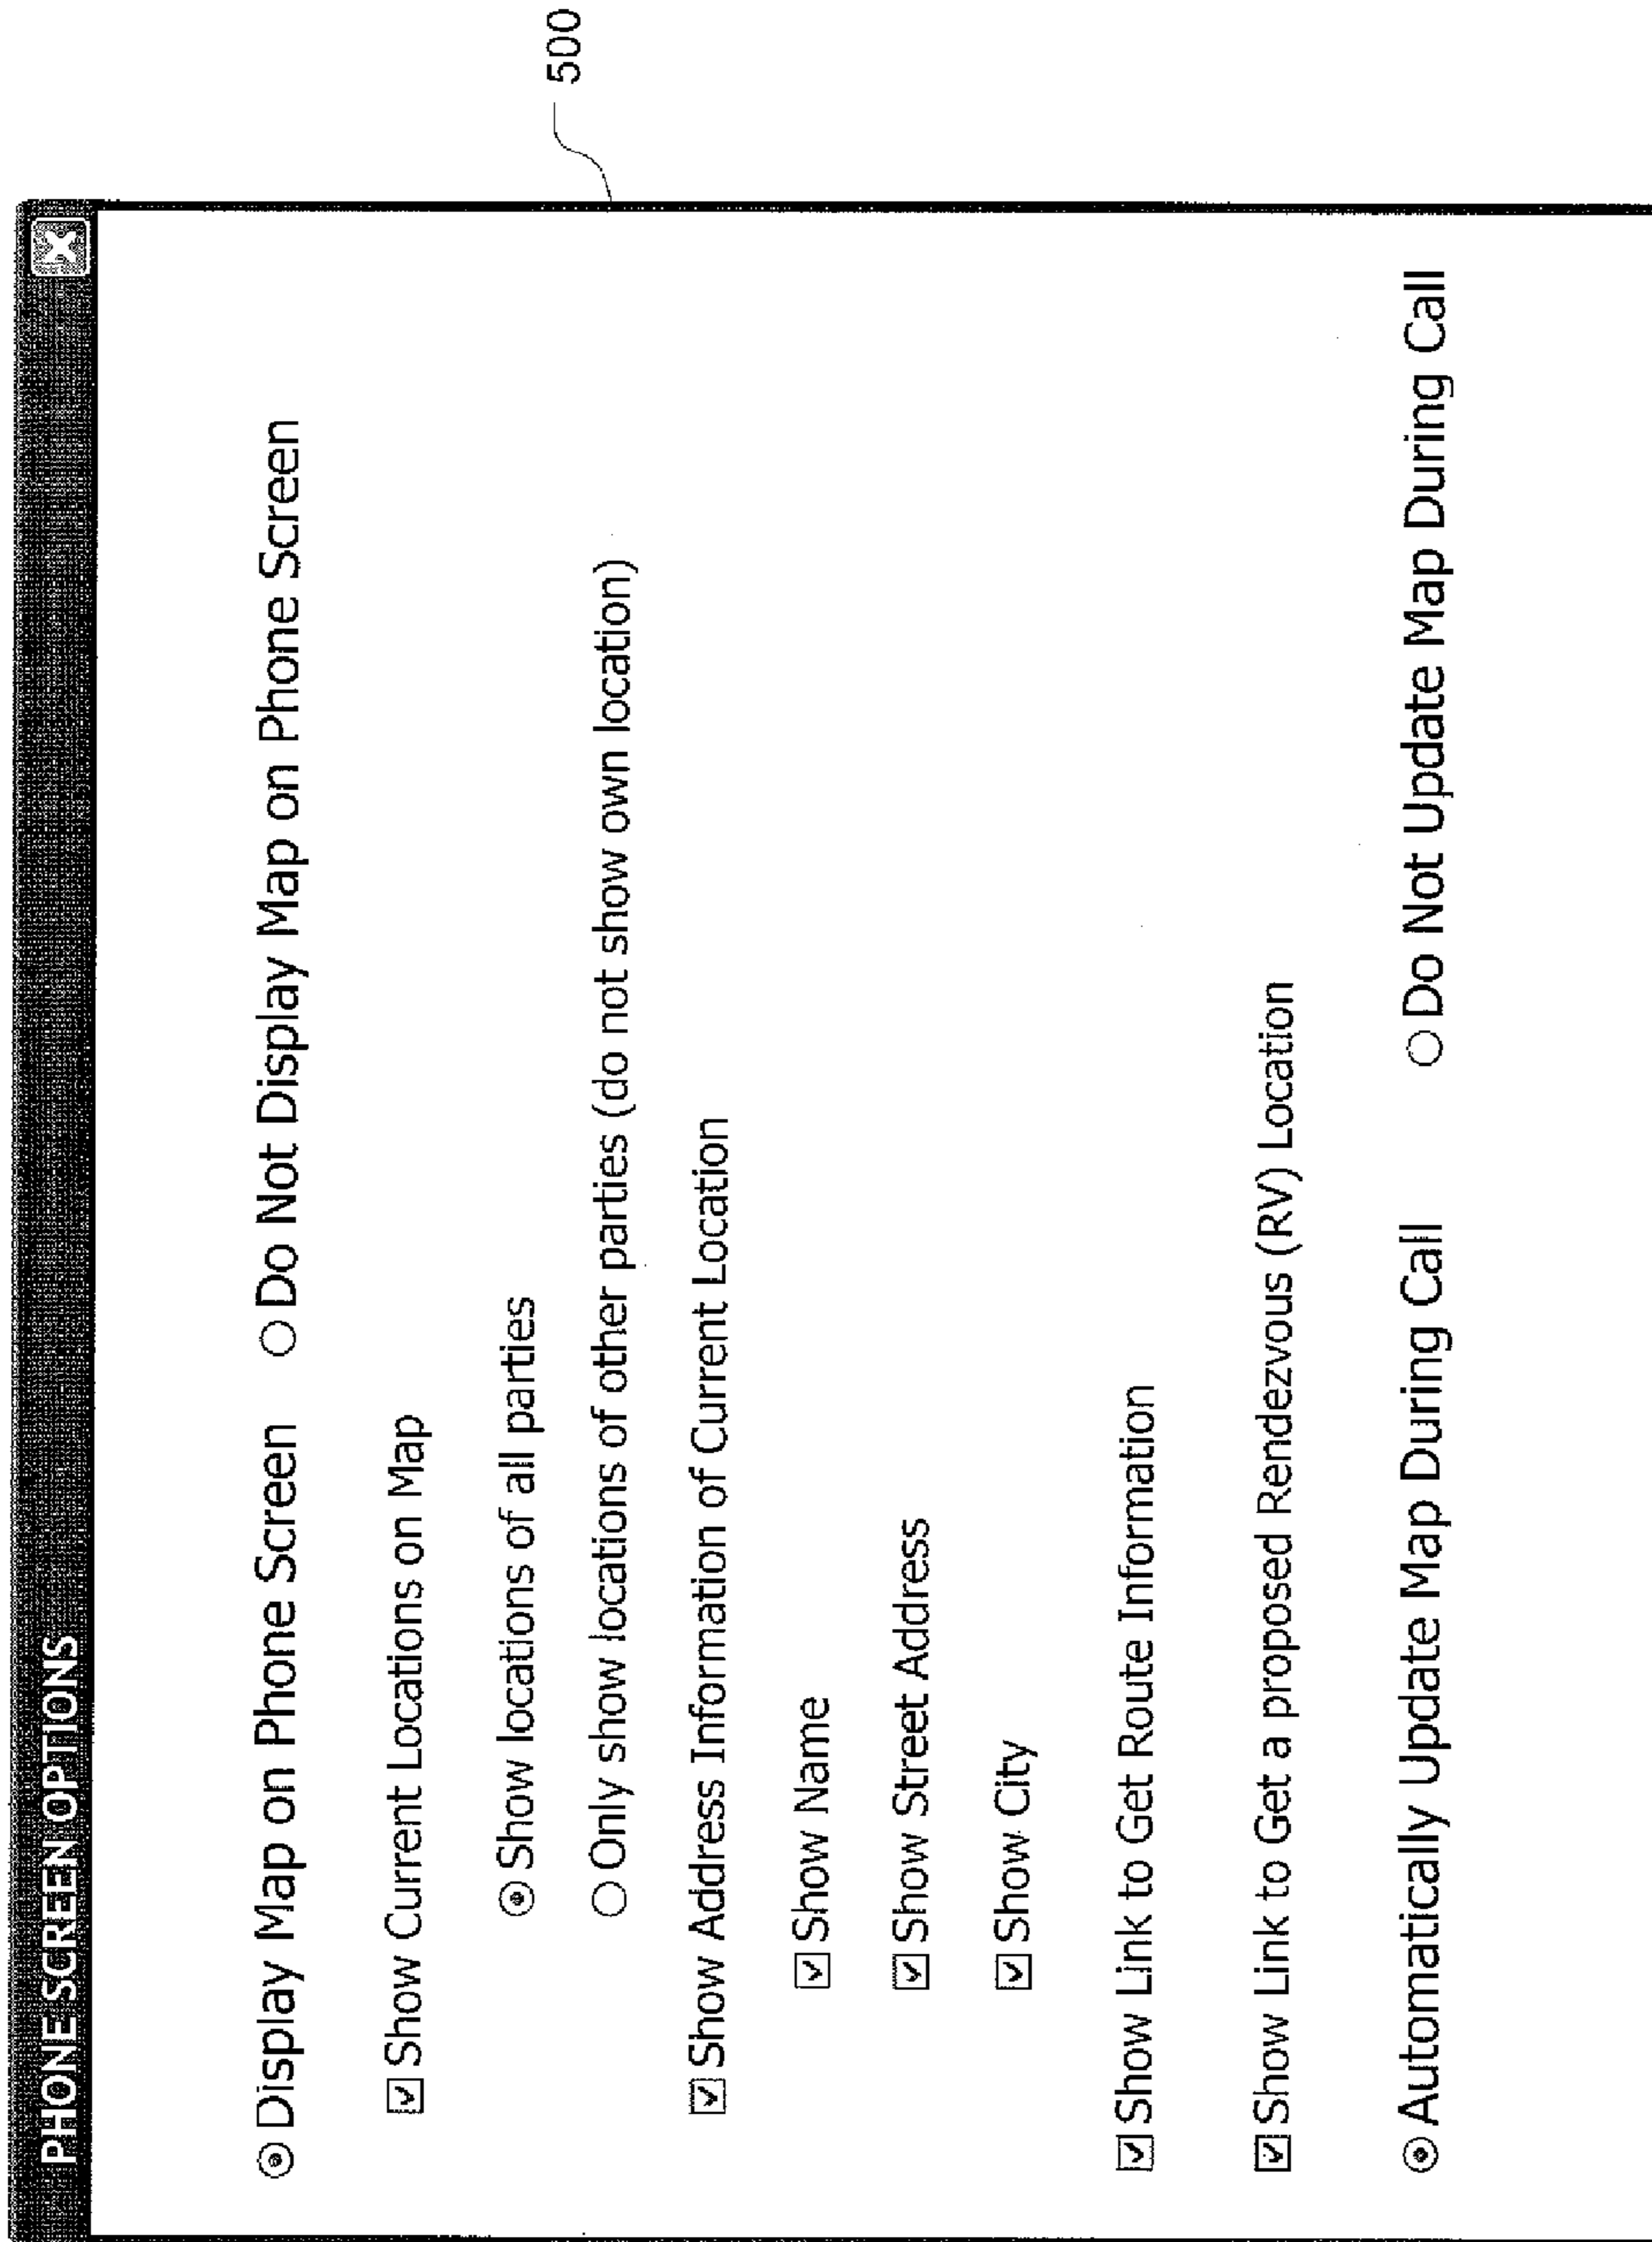 PHONE SCREEN OPTIONS
Display Map on Phone Screen Do Not Display Map on Phone Screen
Show Current Locations on Map
Show locations of all parties
Only show locations of other parties (do not show own location)
Show Address Information of Current Location
Show Name
Show Street Address
Show City
Show Link to Get Route Information
Show Link to Get a proposed Rendezvous (RV) Location
Automatically Update Map During Call Do Not Update Map During Call
500